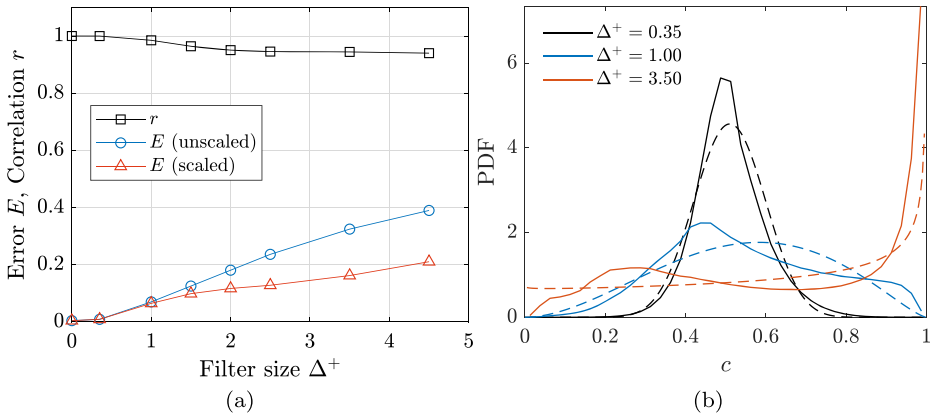 1
0.8
0.6
0.4
0.2
0
0 1 2 3 4 5
Error E, Correlation r
Filter size Δ⁺
r
E (unscaled)
E (scaled)
(a)
6
4
2
0
0 0.2 0.4 0.6 0.8 1
PDF
c
Δ⁺ = 0.35
Δ⁺ = 1.00
Δ⁺ = 3.50
(b)